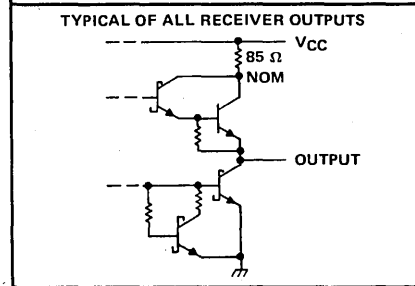 TYPICAL OF ALL RECEIVER OUTPUTS
VCC
85 Ω
NOM
OUTPUT